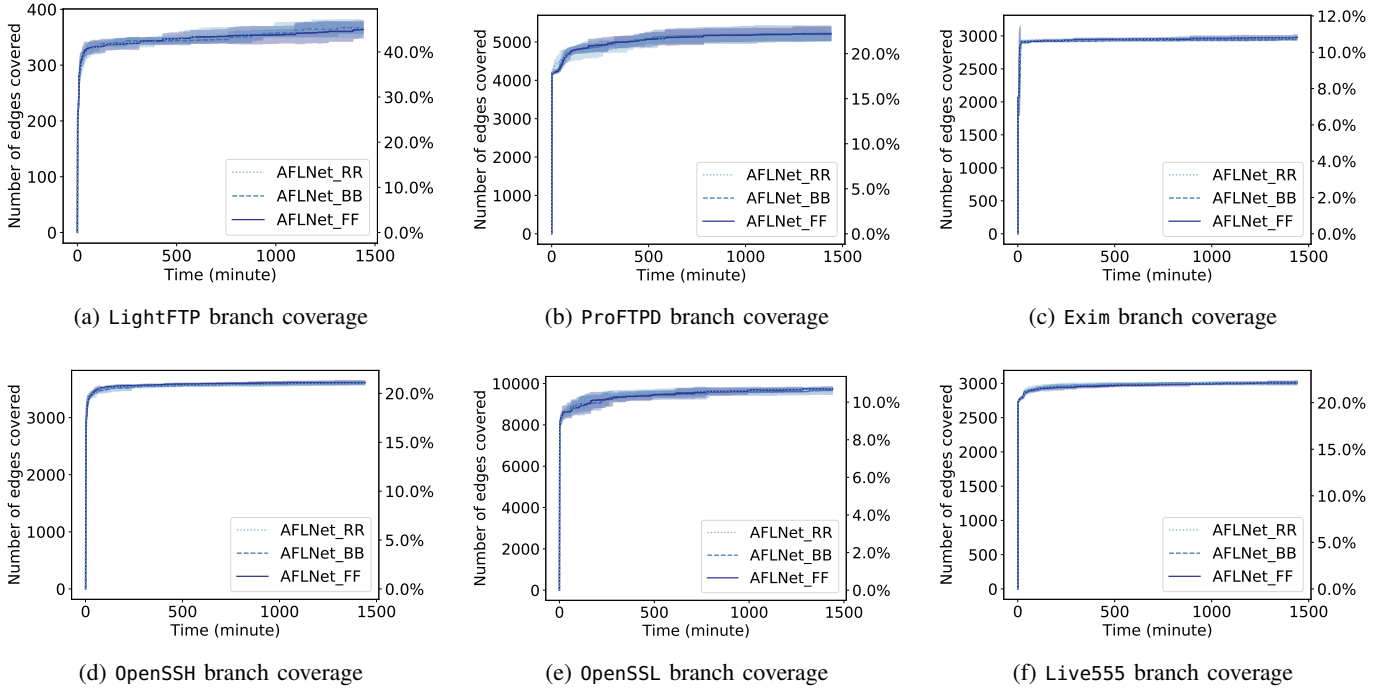 400
300
200
100
0
Number of edges covered
40.0%
30.0%
20.0%
10.0%
0.0%
AFLNet_RR
AFLNet_BB
AFLNet_FF
0 500 1000 1500
Time (minute)
(a) LightFTP branch coverage
5000
4000
3000
2000
1000
0
Number of edges covered
20.0%
15.0%
10.0%
5.0%
0.0%
AFLNet_RR
AFLNet_BB
AFLNet_FF
0 500 1000 1500
Time (minute)
(b) ProFTPD branch coverage
3000
2500
2000
1500
1000
500
0
Number of edges covered
12.0%
10.0%
8.0%
6.0%
4.0%
2.0%
0.0%
AFLNet_RR
AFLNet_BB
AFLNet_FF
0 500 1000 1500
Time (minute)
(c) Exim branch coverage
3000
2000
1000
0
Number of edges covered
20.0%
15.0%
10.0%
5.0%
0.0%
AFLNet_RR
AFLNet_BB
AFLNet_FF
0 500 1000 1500
Time (minute)
(d) OpenSSH branch coverage
10000
8000
6000
4000
2000
0
Number of edges covered
10.0%
8.0%
6.0%
4.0%
2.0%
0.0%
AFLNet_RR
AFLNet_BB
AFLNet_FF
0 500 1000 1500
Time (minute)
(e) OpenSSL branch coverage
3000
2500
2000
1500
1000
500
0
Number of edges covered
20.0%
15.0%
10.0%
5.0%
0.0%
AFLNet_RR
AFLNet_BB
AFLNet_FF
0 500 1000 1500
Time (minute)
(f) Live555 branch coverage